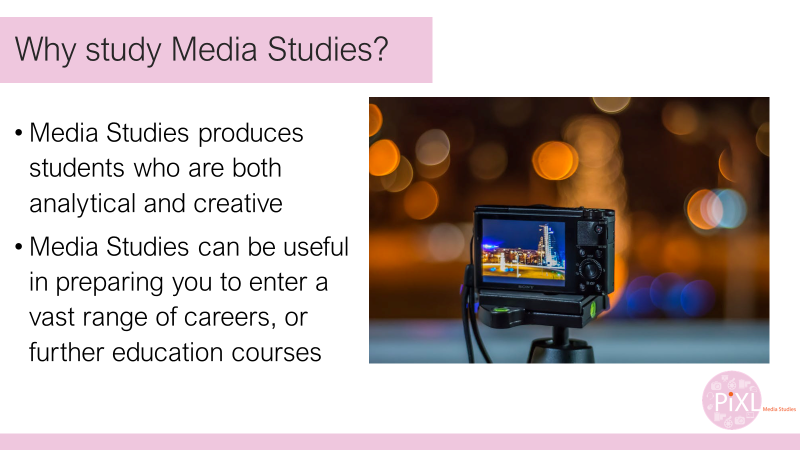 Why study Media Studies?
• Media Studies produces
students who are both
analytical and creative
• Media Studies can be useful
in preparing you to enter a
vast range of careers, or
further education courses
PiXL
Media Studies